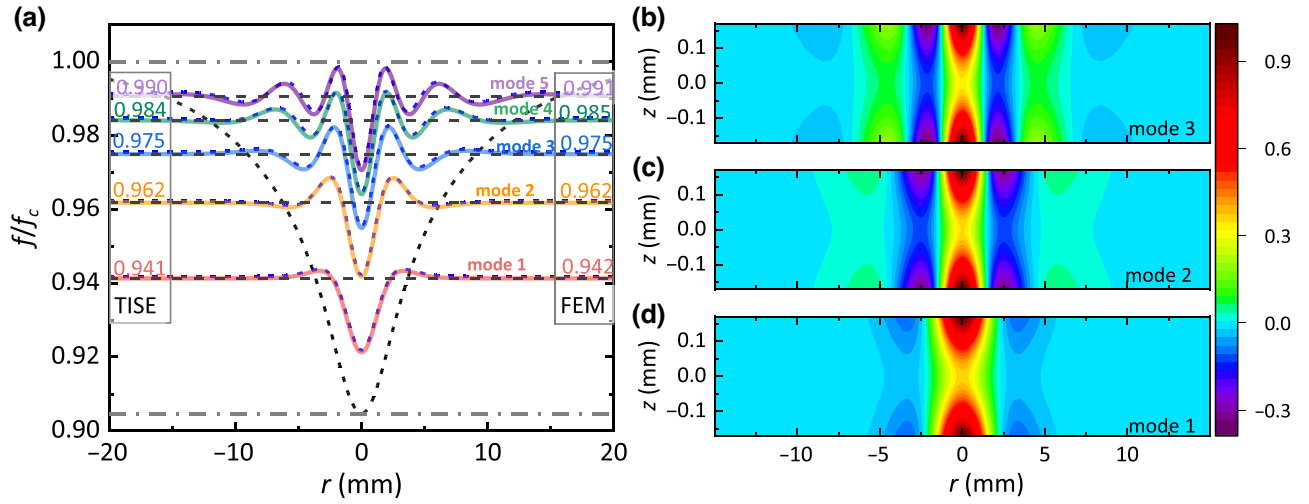 (a)
1.00
0.98
0.96
0.94
0.92
0.90
f/fc
−20
−10
0
10
20
r (mm)
0.990
0.984
0.975
0.962
0.941
TISE
mode 5
mode 4
mode 3
mode 2
mode 1
0.991
0.985
0.975
0.962
0.942
FEM
(b)
0.1
0.0
−0.1
z (mm)
mode 3
(c)
0.1
0.0
−0.1
z (mm)
mode 2
(d)
0.1
0.0
−0.1
z (mm)
mode 1
−10
−5
0
5
10
r (mm)
0.9
0.6
0.3
0.0
−0.3